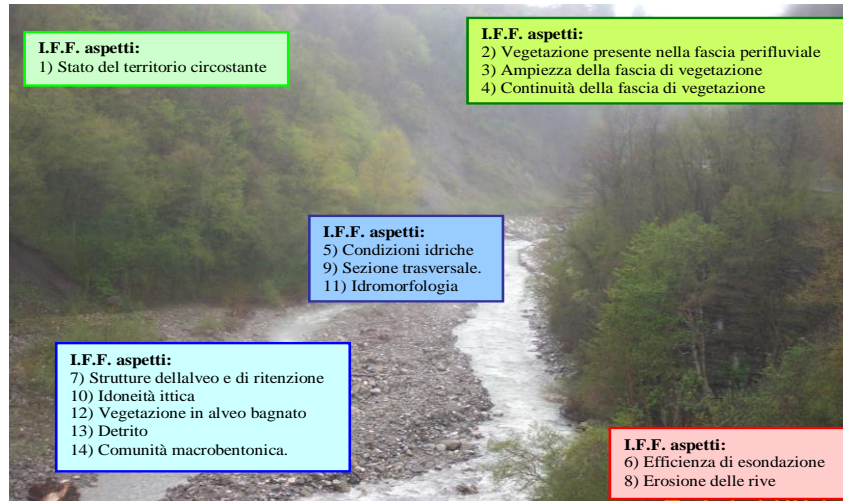 I.F.F. aspetti:
1) Stato del territorio circostante
I.F.F. aspetti:
2) Vegetazione presente nella fascia perifluviale
3) Ampiezza della fascia di vegetazione
4) Continuità della fascia di vegetazione
I.F.F. aspetti:
5) Condizioni idriche
9) Sezione trasversale.
11) Idromorfologia
I.F.F. aspetti:
7) Strutture dellalveo e di ritenzione
10) Idoneità ittica
12) Vegetazione in alveo bagnato
13) Detrito
14) Comunità macrobentonica.
I.F.F. aspetti:
6) Efficienza di esondazione
8) Erosione delle rive